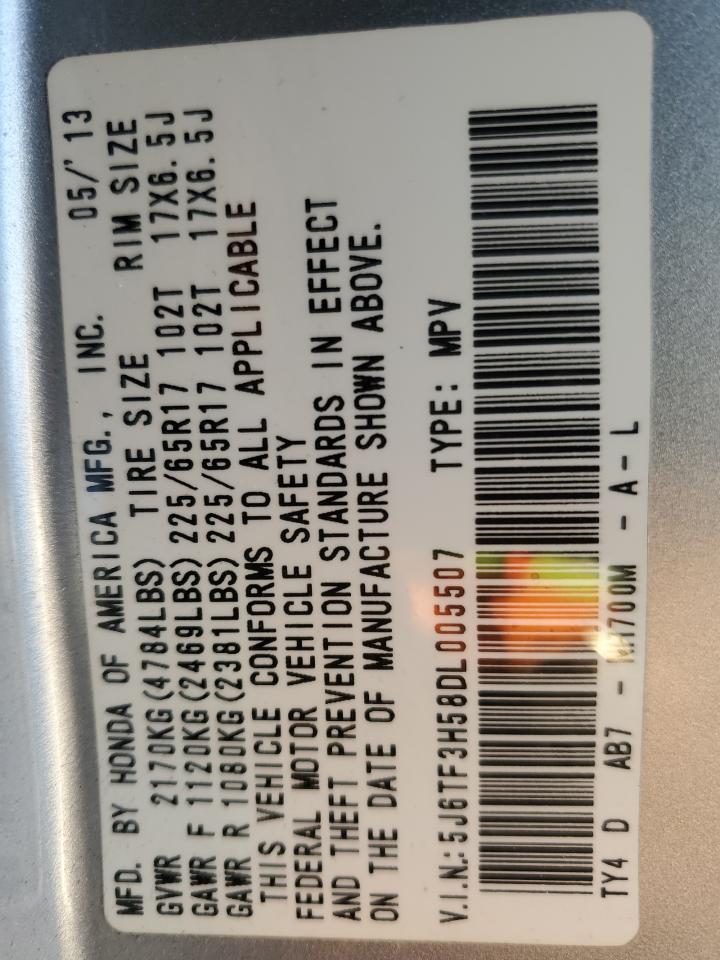 MFD. BY HONDA OF AMERICA MFG., INC. 05/'13
GVWR 2170KG(4784LBS) TIRE SIZE RIM SIZE
GAWR F 1120KG(2469LBS) 225/65R17 102T 17X6.5J
GAWR R 1080KG(2381LBS) 225/65R17 102T 17X6.5J
THIS VEHICLE CONFORMS TO ALL APPLICABLE
FEDERAL MOTOR VEHICLE SAFETY
AND THEFT PREVENTION STANDARDS IN EFFECT
ON THE DATE OF MANUFACTURE SHOWN ABOVE.
V.I.N.: 5J6TF3H58DL005507 TYPE: MPV
TY4 D AB7 - - A - L